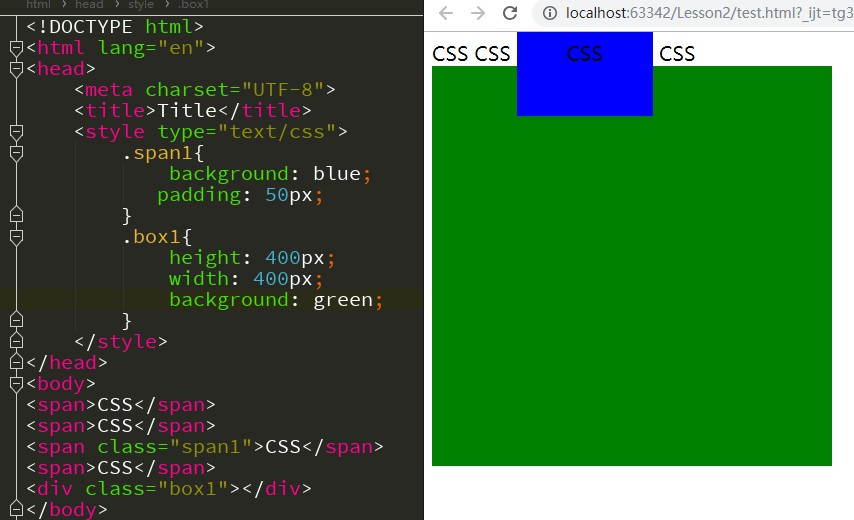 html > head > style > .box1
<!DOCTYPE html>
<html lang="en">
<head>
    <meta charset="UTF-8">
    <title>Title</title>
    <style type="text/css">
        .span1{
            background: blue;
           padding: 50px;
        }
        .box1{
            height: 400px;
            width: 400px;
            background: green;
        }
    </style>
</head>
<body>
<span>CSS</span>
<span>CSS</span>
<span class="span1">CSS</span>
<span>CSS</span>
<div class="box1"></div>
</body>
localhost:63342/Lesson2/test.html?_ijt=tg3
CSS CSS CSS CSS